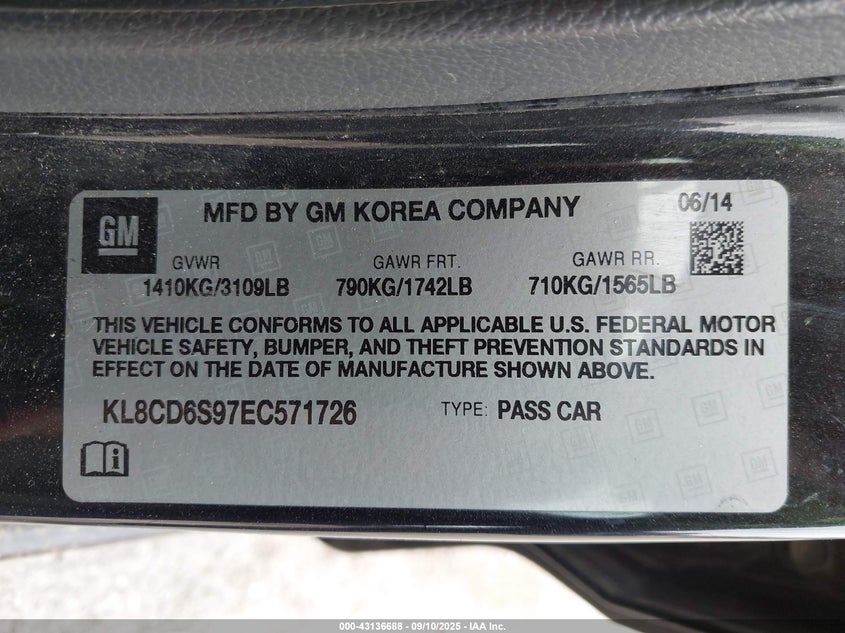 GM
MFD BY GM KOREA COMPANY
06/14
GVWR
GAWR FRT.
GAWR RR.
1410KG/3109LB
790KG/1742LB
710KG/1565LB
THIS VEHICLE CONFORMS TO ALL APPLICABLE U.S. FEDERAL MOTOR
VEHICLE SAFETY, BUMPER, AND THEFT PREVENTION STANDARDS IN
EFFECT ON THE DATE OF MANUFACTURE SHOWN ABOVE.
KL8CD6S97EC571726
TYPE: PASS CAR
000-43136688 - 09/10/2025 - IAA Inc.